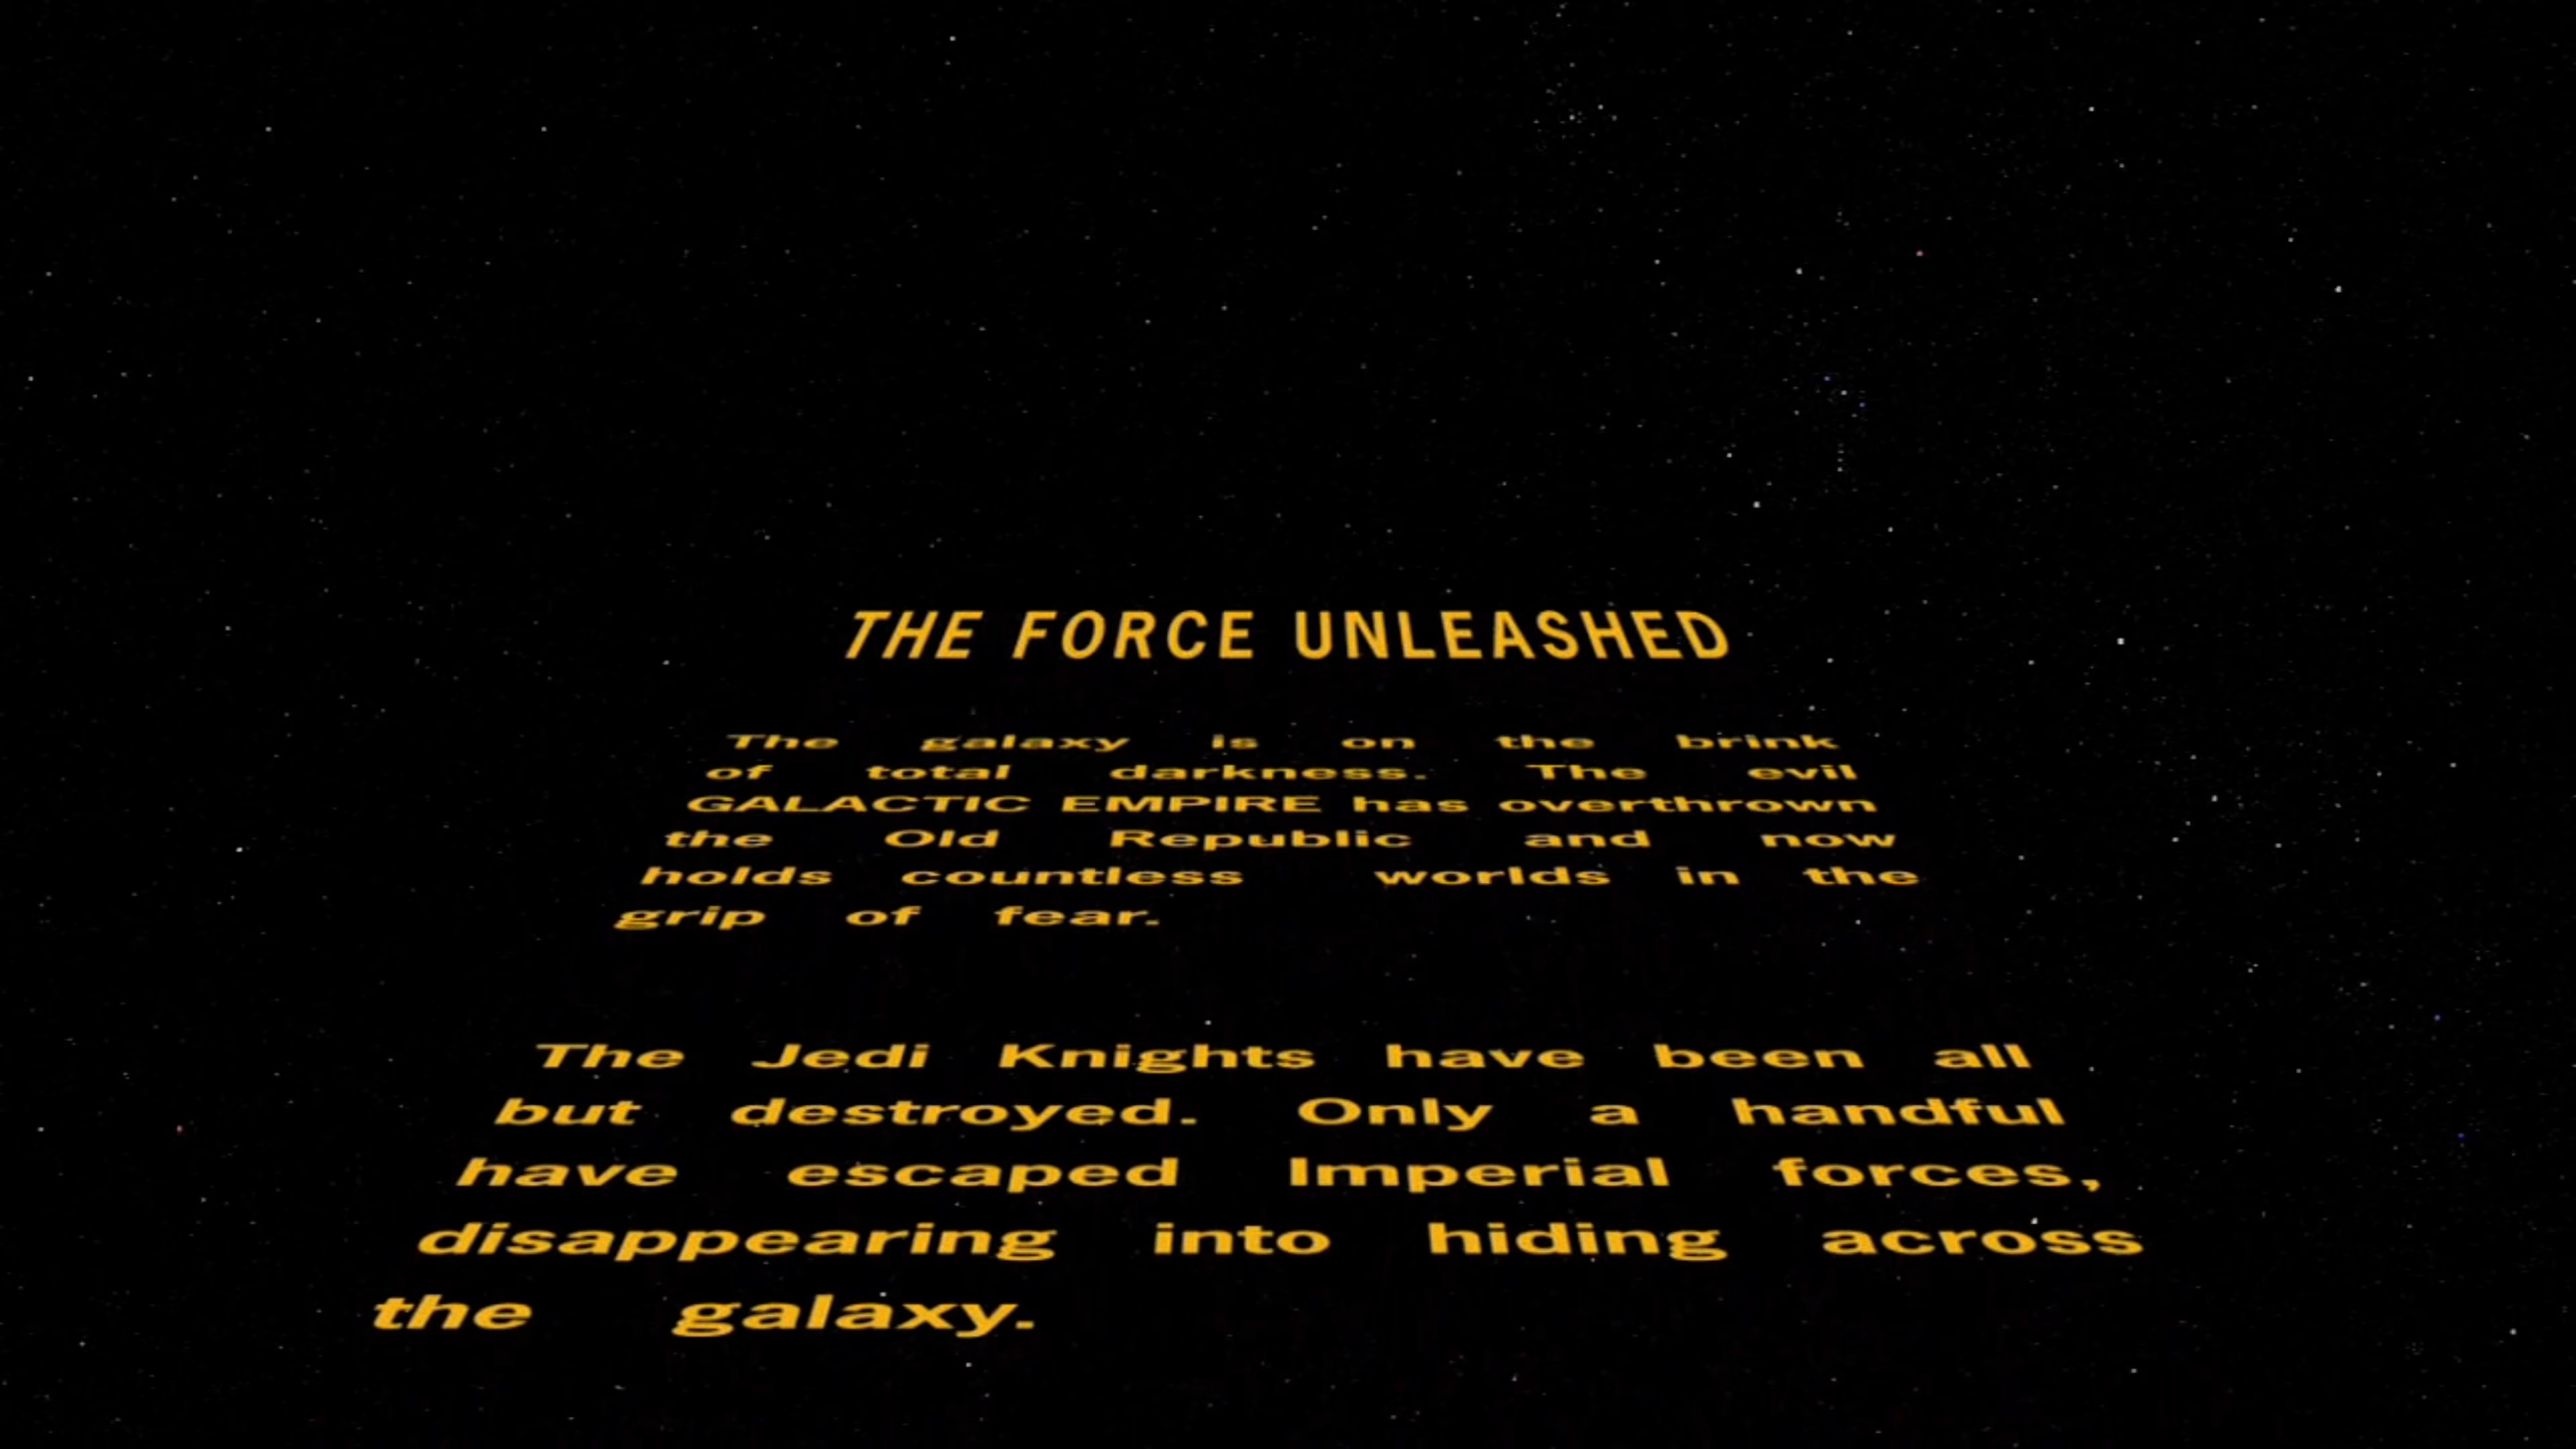 THE FORCE UNLEASHED
The galaxy is on the brink
of total darkness. The evil
GALACTIC EMPIRE has overthrown
the Old Republic and now
holds countless worlds in the
grip of fear.
The Jedi Knights have been all
but destroyed. Only a handful
have escaped Imperial forces,
disappearing into hiding across
the galaxy.